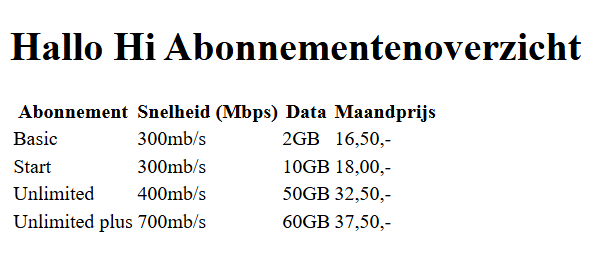 Hallo Hi Abonnementenoverzicht
Abonnement Snelheid (Mbps) Data Maandprijs
Basic 300mb/s 2GB 16,50,-
Start 300mb/s 10GB 18,00,-
Unlimited 400mb/s 50GB 32,50,-
Unlimited plus 700mb/s 60GB 37,50,-